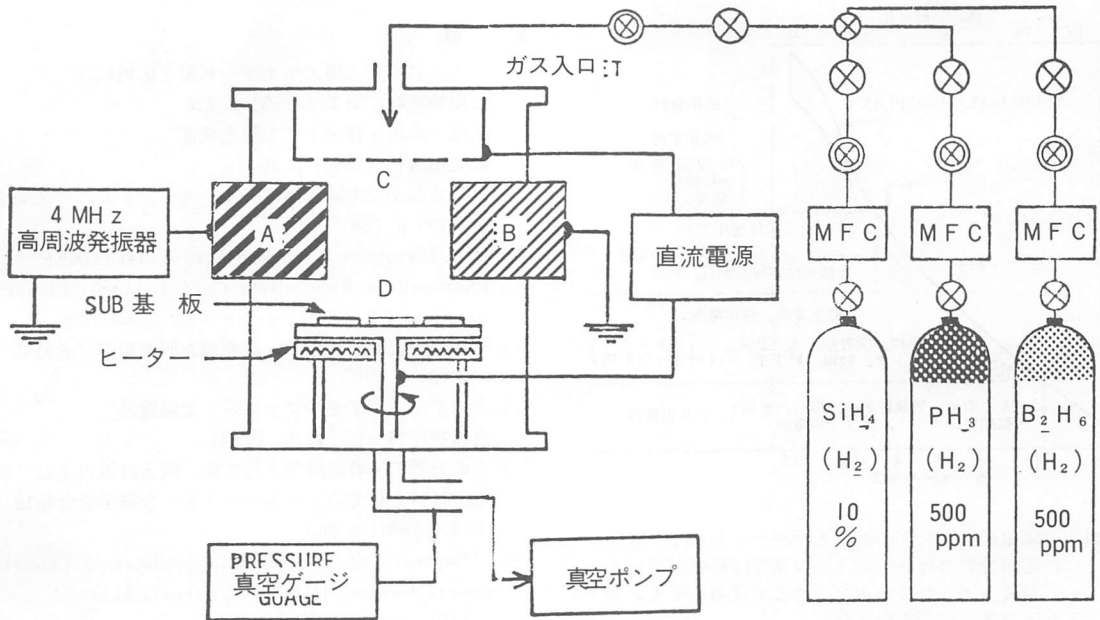 ガス入口
C
4 MHz
高周波発振器
A
B
直流電源
MFC
MFC
MFC
D
SUB 基板
ヒーター
SiH4
(H2)
10
%
PH3
(H2)
500
ppm
B2H6
(H2)
500
ppm
PRESSURE
真空ゲージ
GAUGE
真空ポンプ